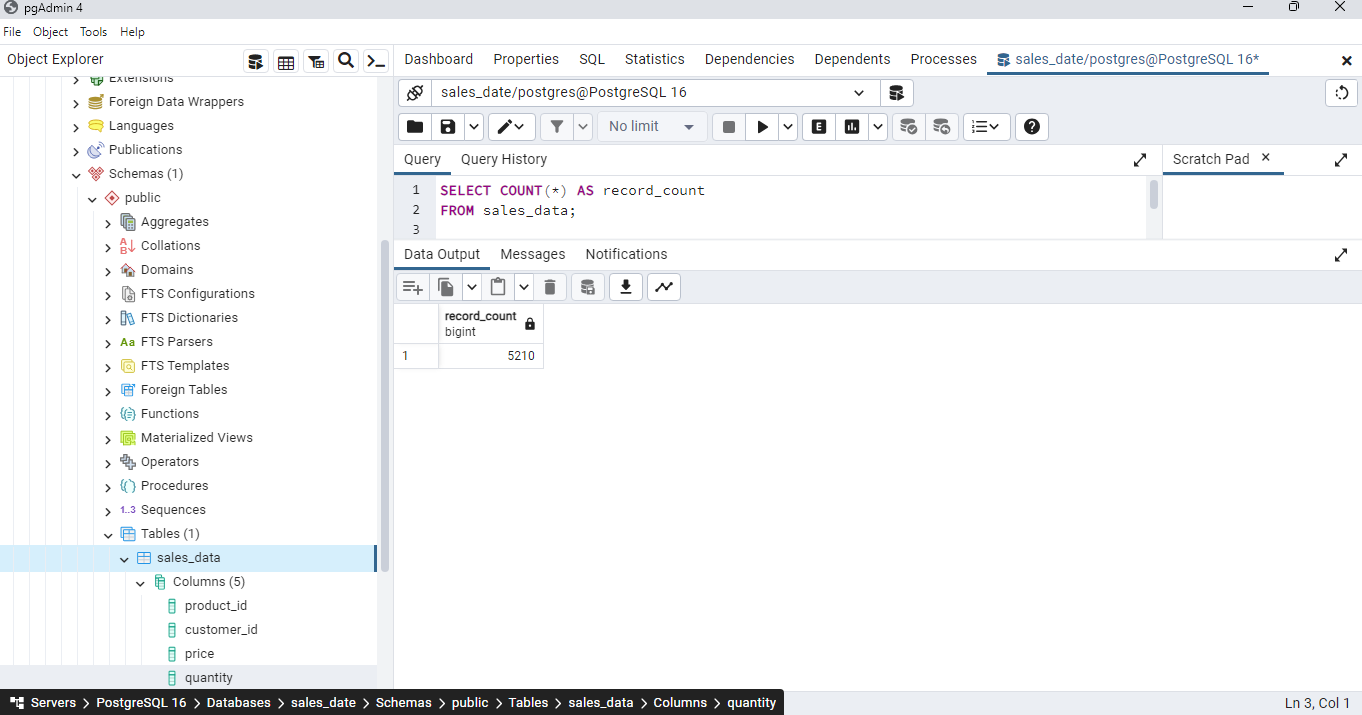 pgAdmin 4
File Object Tools Help
Object Explorer
Extensions
Foreign Data Wrappers
Languages
Publications
Schemas (1)
public
Aggregates
Collations
Domains
FTS Configurations
FTS Dictionaries
Aa FTS Parsers
FTS Templates
Foreign Tables
Functions
Materialized Views
Operators
Procedures
1..3 Sequences
Tables (1)
sales_data
Columns (5)
product_id
customer_id
price
quantity
Dashboard Properties SQL Statistics Dependencies Dependents Processes sales_date/postgres@PostgreSQL 16*
sales_date/postgres@PostgreSQL 16
No limit E
Query Query History
Scratch Pad
1 SELECT COUNT(*) AS record_count
2 FROM sales_data;
3
Data Output Messages Notifications
record_count
bigint
1 5210
Servers > PostgreSQL 16 > Databases > sales_date > Schemas > public > Tables > sales_data > Columns > quantity
Ln 3, Col 1